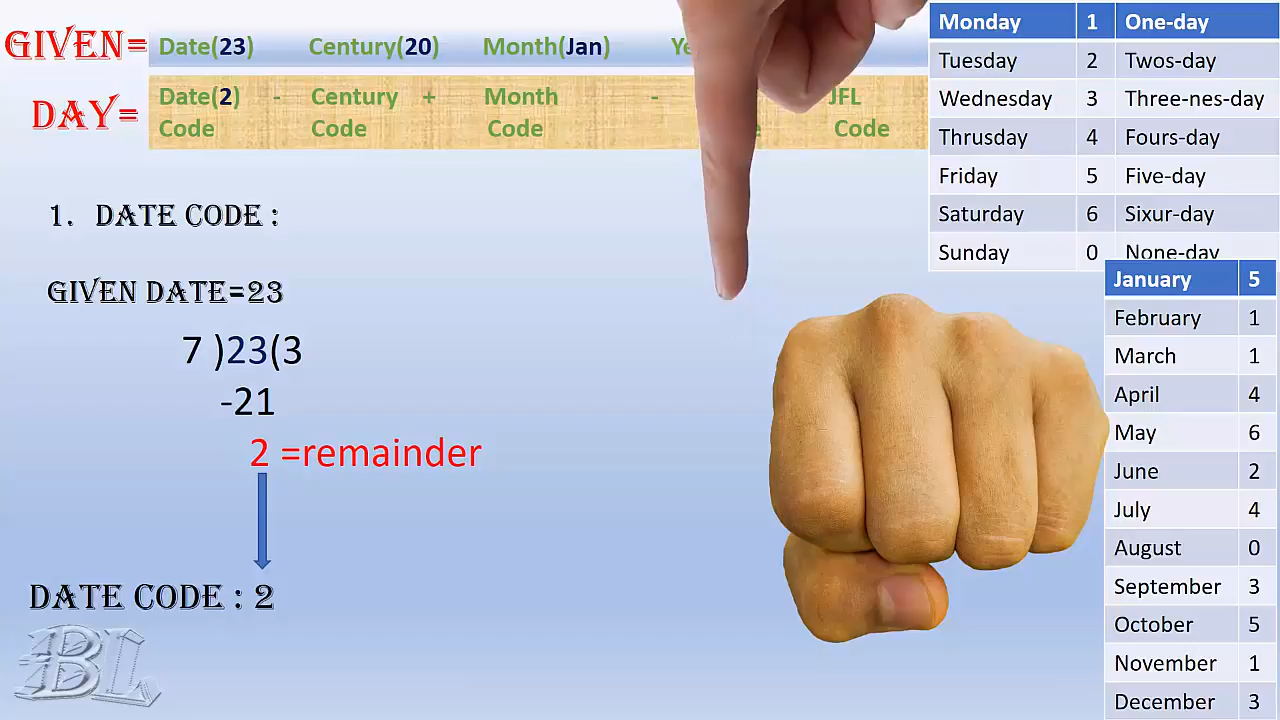 GIVEN= Date(23) Century(20) Month(Jan)
DAY= Date(2) - Century + Month - JFL
Code Code Code Code
1. DATE CODE :
GIVEN DATE=23
7 )23(3
-21
2 =remainder
DATE CODE : 2
BL
Monday 1 One-day
Tuesday 2 Twos-day
Wednesday 3 Three-nes-day
Thrusday 4 Fours-day
Friday 5 Five-day
Saturday 6 Sixur-day
Sunday 0 None-day
January 5
February 1
March 1
April 4
May 6
June 2
July 4
August 0
September 3
October 5
November 1
December 3